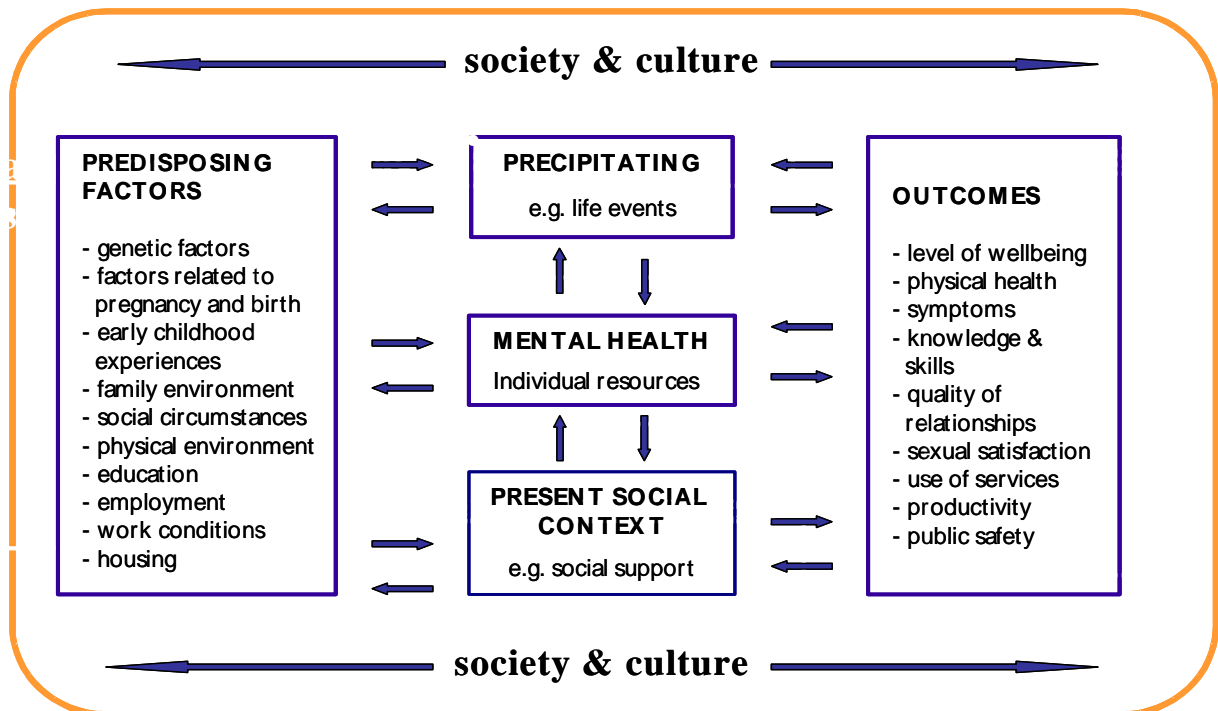 society & culture
PREDISPOSING
FACTORS
- genetic factors
- factors related to
pregnancy and birth
- early childhood
experiences
- family environment
- social circumstances
- physical environment
- education
- employment
- work conditions
- housing
PRECIPITATING
e.g. life events
MENTAL HEALTH
Individual resources
PRESENT SOCIAL
CONTEXT
e.g. social support
OUTCOMES
- level of wellbeing
- physical health
- symptoms
- knowledge &
skills
- quality of
relationships
- sexual satisfaction
- use of services
- productivity
- public safety
society & culture